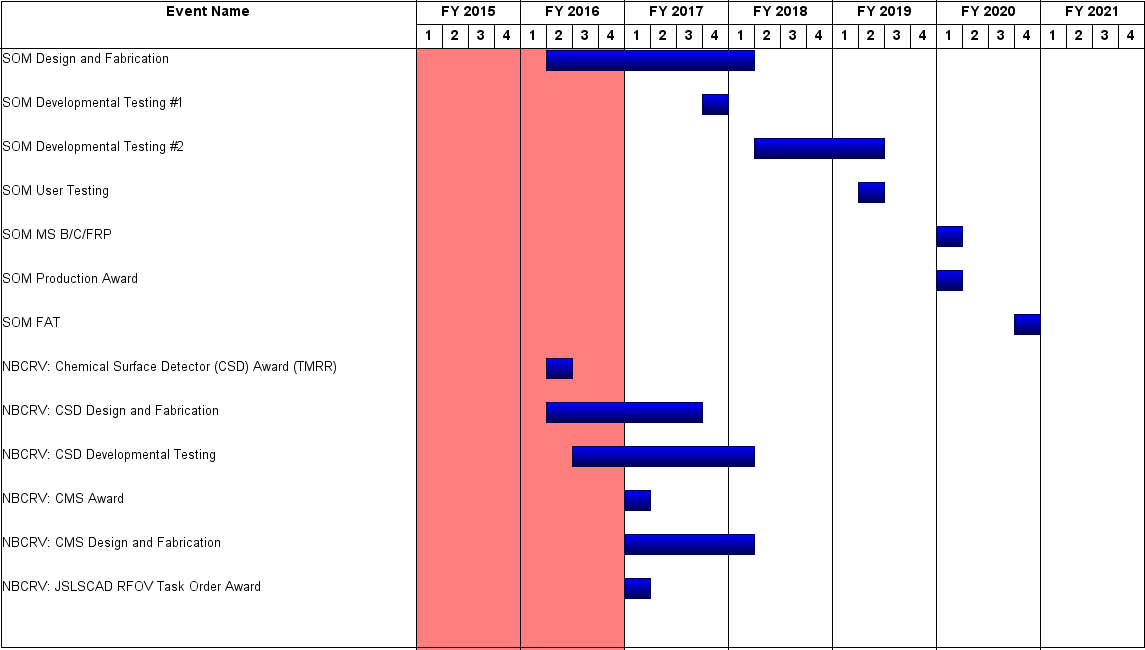 Event Name FY 2015 FY 2016 FY 2017 FY 2018 FY 2019 FY 2020 FY 2021
1 2 3 4 1 2 3 4 1 2 3 4 1 2 3 4 1 2 3 4 1 2 3 4 1 2 3 4
SOM Design and Fabrication
SOM Developmental Testing #1
SOM Developmental Testing #2
SOM User Testing
SOM MS B/C/FRP
SOM Production Award
SOM FAT
NBCRV: Chemical Surface Detector (CSD) Award (TMRR)
NBCRV: CSD Design and Fabrication
NBCRV: CSD Developmental Testing
NBCRV: CMS Award
NBCRV: CMS Design and Fabrication
NBCRV: JSLSCAD RFOV Task Order Award